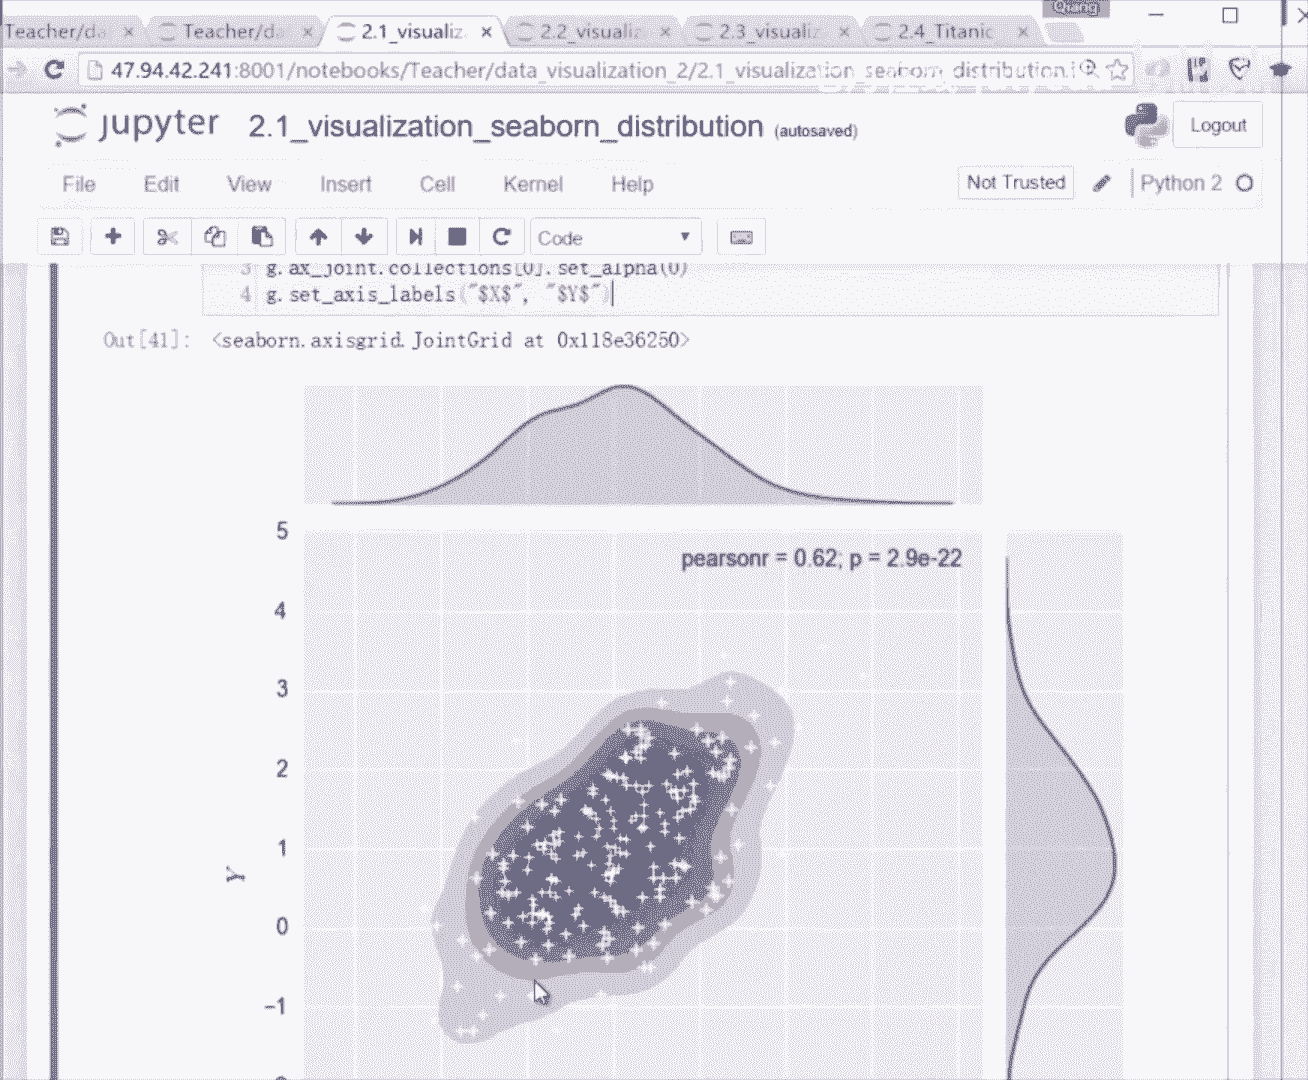 Qiang
Teacher/da
Teacher/da
2.1_visualiz
2.2_visualiz
2.3_visualiz
2.4_Titanic
47.94.42.241:8001/notebooks/Teacher/data_visualization_2/2.1_visualization_seaborn_distribution.i
jupyter 2.1_visualization_seaborn_distribution (autosaved)
Logout
File Edit View Insert Cell Kernel Help
Not Trusted
Python 2
Code
3 g.ax_joint.collections[0].set_alpha(0)
4 g.set_axis_labels("$X$", "$Y$")
Out[41]: <seaborn.axisgrid.JointGrid at 0x118e36250>
pearsonr = 0.62; p = 2.9e-22
5
4
3
2
1
0
-1
Y